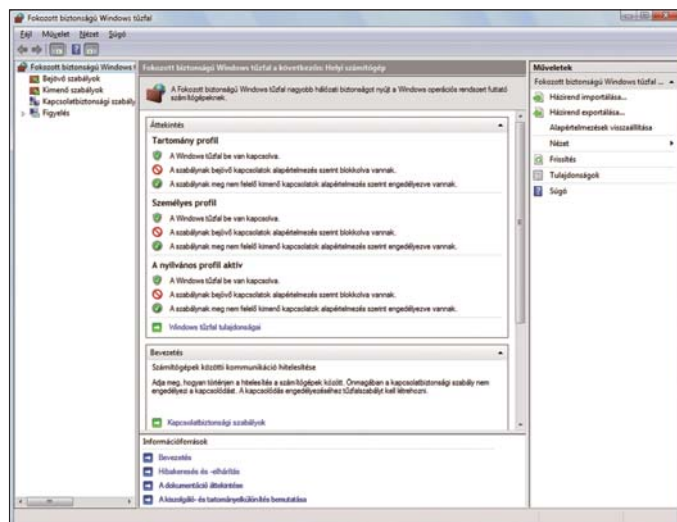 Fokozott biztonságú Windows tűzfal
Fájl Művelet Nézet Súgó
Fokozott biztonságú Windows t
Bejövő szabályok
Kimenő szabályok
Kapcsolatbiztonsági szabály
Figyelés
Fokozott biztonságú Windows tűzfal a következőn: Helyi számítógép
A Fokozott biztonságú Windows tűzfal nagyobb hálózati biztonságot nyújt a Windows operációs rendszert futtató
számítógépeknek.
Áttekintés
Tartomány profil
A Windows tűzfal be van kapcsolva.
A szabálynak bejövő kapcsolatok alapértelmezés szerint blokkolva vannak.
A szabálynak meg nem felelő kimenő kapcsolatok alapértelmezés szerint engedélyezve vannak.
Személyes profil
A Windows tűzfal be van kapcsolva.
A szabálynak bejövő kapcsolatok alapértelmezés szerint blokkolva vannak.
A szabálynak meg nem felelő kimenő kapcsolatok alapértelmezés szerint engedélyezve vannak.
A nyilvános profil aktív
A Windows tűzfal be van kapcsolva.
A szabálynak bejövő kapcsolatok alapértelmezés szerint blokkolva vannak.
A szabálynak meg nem felelő kimenő kapcsolatok alapértelmezés szerint engedélyezve vannak.
Windows tűzfal tulajdonságai
Bevezetés
Számítógépek közötti kommunikáció hitelesítése
Adja meg, hogyan történjen a hitelesítés a számítógépek között. Önmagában a kapcsolatbiztonsági szabály nem
engedélyezi a kapcsolódást. A kapcsolódás engedélyezéséhez tűzfalszabályt kell létrehozni.
Kapcsolatbiztonsági szabályok
Információforrások
Bevezetés
Hibakeresés és -elhárítás
A dokumentáció áttekintése
A kiszolgáló- és tartományelkülönítés bemutatása
Műveletek
Fokozott biztonságú Windows tűzfal ...
Házirend importálása...
Házirend exportálása...
Alapértelmezések visszaállítása
Nézet
Frissítés
Tulajdonságok
Súgó